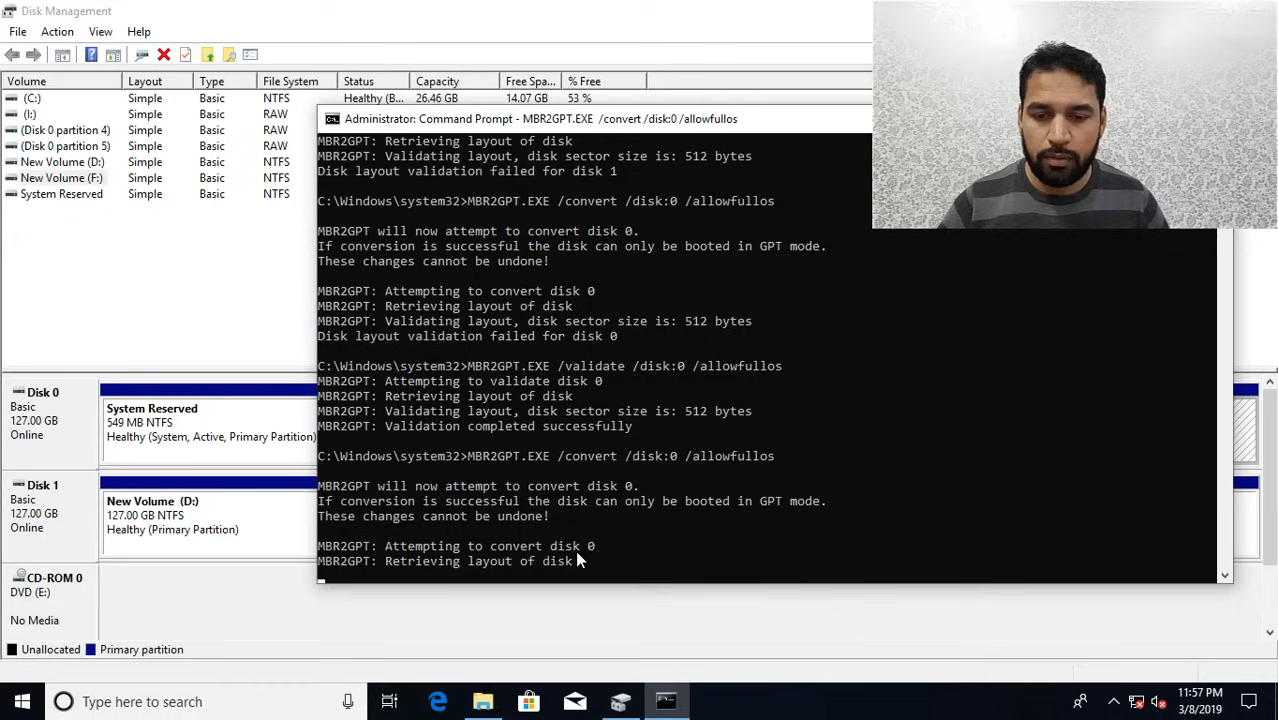 Disk Management
File Action View Help
Volume Layout Type File System Status Capacity Free Spa... % Free
(C:) Simple Basic NTFS Healthy (B... 26.46 GB 14.07 GB 53 %
(I:) Simple Basic RAW
(Disk 0 partition 4) Simple Basic RAW
(Disk 0 partition 5) Simple Basic RAW
New Volume (D:) Simple Basic NTFS
New Volume (F:) Simple Basic NTFS
System Reserved Simple Basic NTFS
Administrator: Command Prompt - MBR2GPT.EXE /convert /disk:0 /allowfullos
MBR2GPT: Retrieving layout of disk
MBR2GPT: Validating layout, disk sector size is: 512 bytes
Disk layout validation failed for disk 1
C:\Windows\system32>MBR2GPT.EXE /convert /disk:0 /allowfullos
MBR2GPT will now attempt to convert disk 0.
If conversion is successful the disk can only be booted in GPT mode.
These changes cannot be undone!
MBR2GPT: Attempting to convert disk 0
MBR2GPT: Retrieving layout of disk
MBR2GPT: Validating layout, disk sector size is: 512 bytes
Disk layout validation failed for disk 0
C:\Windows\system32>MBR2GPT.EXE /validate /disk:0 /allowfullos
MBR2GPT: Attempting to validate disk 0
MBR2GPT: Retrieving layout of disk
MBR2GPT: Validating layout, disk sector size is: 512 bytes
MBR2GPT: Validation completed successfully
C:\Windows\system32>MBR2GPT.EXE /convert /disk:0 /allowfullos
MBR2GPT will now attempt to convert disk 0.
If conversion is successful the disk can only be booted in GPT mode.
These changes cannot be undone!
MBR2GPT: Attempting to convert disk 0
MBR2GPT: Retrieving layout of disk
Disk 0
Basic
127.00 GB
Online
System Reserved
549 MB NTFS
Healthy (System, Active, Primary Partition)
Disk 1
Basic
127.00 GB
Online
New Volume (D:)
127.00 GB NTFS
Healthy (Primary Partition)
CD-ROM 0
DVD (E:)
No Media
Unallocated Primary partition
Type here to search
11:57 PM
3/8/2019